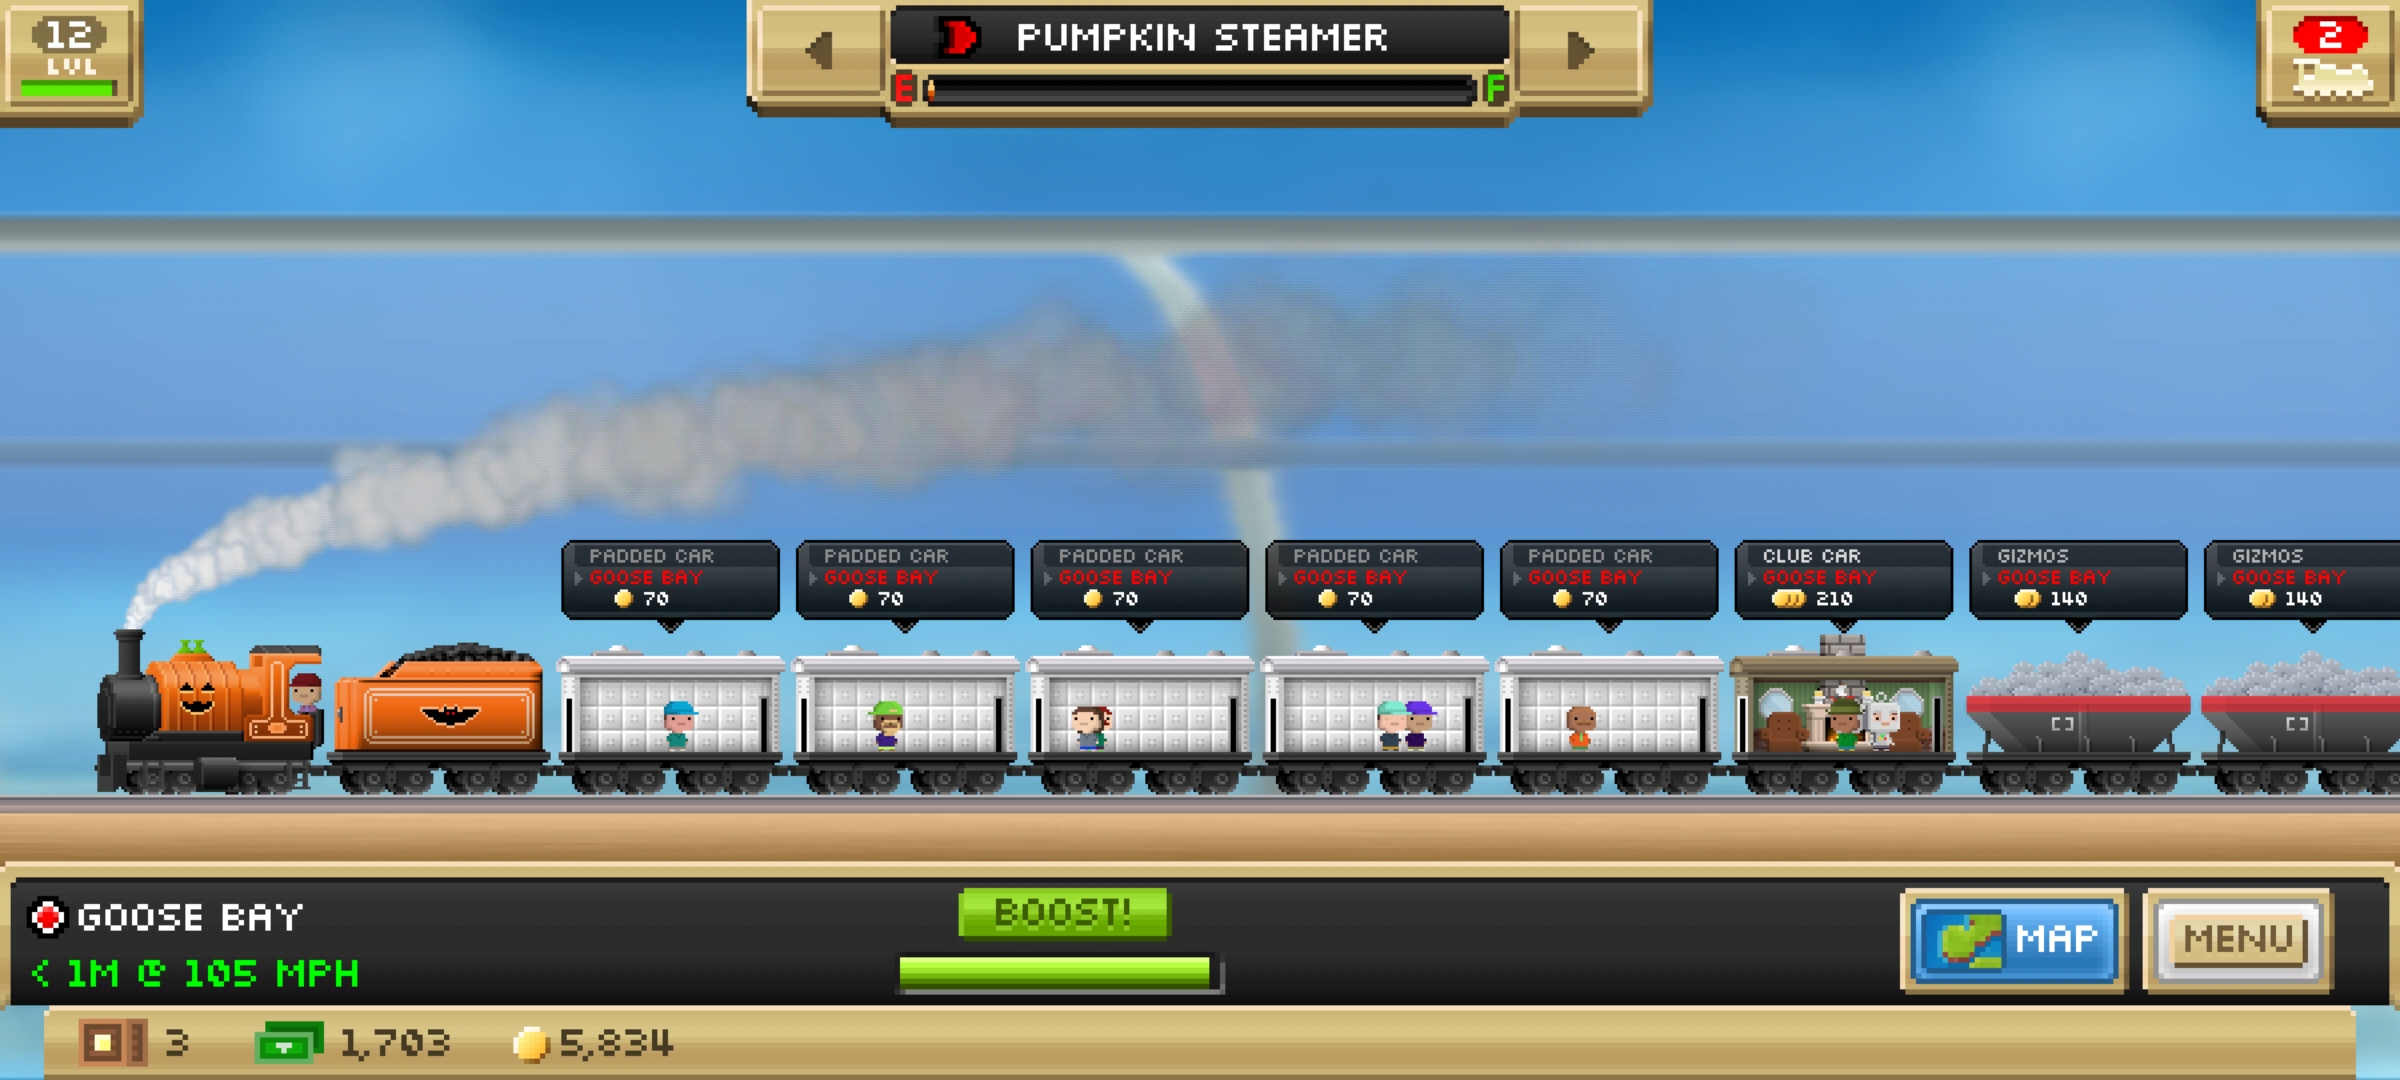 12
LVL
PUMPKIN STEAMER
E F
2
PADDED CAR
GOOSE BAY
70
PADDED CAR
GOOSE BAY
70
PADDED CAR
GOOSE BAY
70
PADDED CAR
GOOSE BAY
70
PADDED CAR
GOOSE BAY
70
CLUB CAR
GOOSE BAY
210
GIZMOS
GOOSE BAY
140
GIZMOS
GOOSE BAY
140
GOOSE BAY
< 1M @ 105 MPH
BOOST!
MAP
MENU
3 1,703 5,834